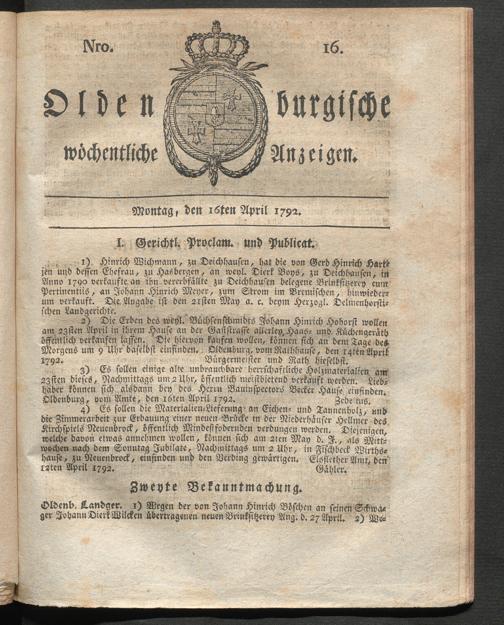 Nro. 16.
Oldenburgische
wöchentliche Anzeigen.
Montag, den 16ten April 1792.
I. Gerichtl. Proclam. und Publicat.
1) Hinrich Wichmann, zu Deichhausen, hat die von Gerd Hinrich
jen und dessen Ehefrau, zu Hasbergen, an weyl. Dierk Boys, zu Deichhausen, in
Anno 1790 verkaufte an ihn vererbfällte zu Deichhausen belegene Brinksitzerey cum
Pertinentiis, an Johann Hinrich Meyer, zum Strom im Bremischen, hinwieder
um verkauft. Die Angabe ist den 21sten May a. c. beym Herzogl. Delmenhorsti-
schen Landgerichte.
2) Die Erben des weyl. Büchsenschmidts Johann Hinrich Hohorst wollen
am 23sten April in ihrem Hause an der Gaststrasse allerley Haus- und Küchengeräth
öffentlich verkaufen lassen. Die hiervon kaufen wollen, können sich an dem Tage des
Morgens um 9 Uhr daselbst einfinden. Oldenburg, vom Rathhause, den 14ten April
1792. Bürgermeister und Rath hieselbst.
3) Es sollen einige alte unbrauchbare herrschaftliche Holzmaterialien am
23sten dieses, Nachmittags um 2 Uhr, öffentlich meistbietend verkauft werden. Lieb-
haber können sich alsdann bey des Herrn Bauinspectors Becker Hause einfinden.
Oldenburg, vom Amte, den 16ten April 1792. Zedelius.
4) Es sollen die Materialien-Lieferung an Eichen- und Tannenholz, und
die Zimmerarbeit zur Erbauung einer neuen Brücke in der Niederhäuser Hellmer des
Kirchspiels Neuenbrock, öffentlich Mindestfodernden verdungen werden. Diejenigen,
welche davon etwas annehmen wollen, können sich am 2ten May d. J., als Mitt-
wochen nach dem Sonntag Jubilate, Nachmittags um 2 Uhr, in Fischbeck Wirths-
hause, zu Neuenbrock, einfinden und den Verding gewärtigen. Elsflether Amt, den
12ten April 1792. Gähler.
Zweyte Bekanntmachung.
Oldenb. Landger. 1) Wegen der von Johann Hinrich Böschen an seinen Schwa-
ger Johann Dierk Wilcken übertragenen neuen Brinksitzerey Ang. d. 27 April. 2) We-